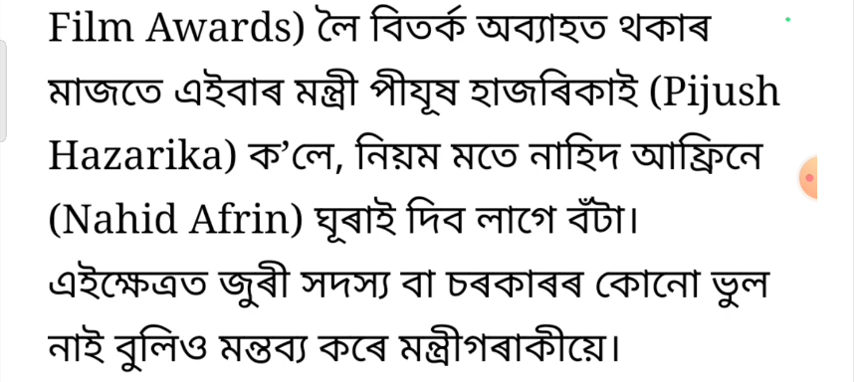 Film Awards) লৈ বিতৰ্ক অব্যাহত থকাৰ
মাজতে এইবাৰ মন্ত্ৰী পীযূষ হাজৰিকাই (Pijush
Hazarika) ক’লে, নিয়ম মতে নাহিদ আফ্ৰিনে
(Nahid Afrin) ঘূৰাই দিব লাগে বঁটা।
এইক্ষেত্ৰত জুৰী সদস্য বা চৰকাৰৰ কোনো ভুল
নাই বুলিও মন্তব্য কৰে মন্ত্ৰীগৰাকীয়ে।